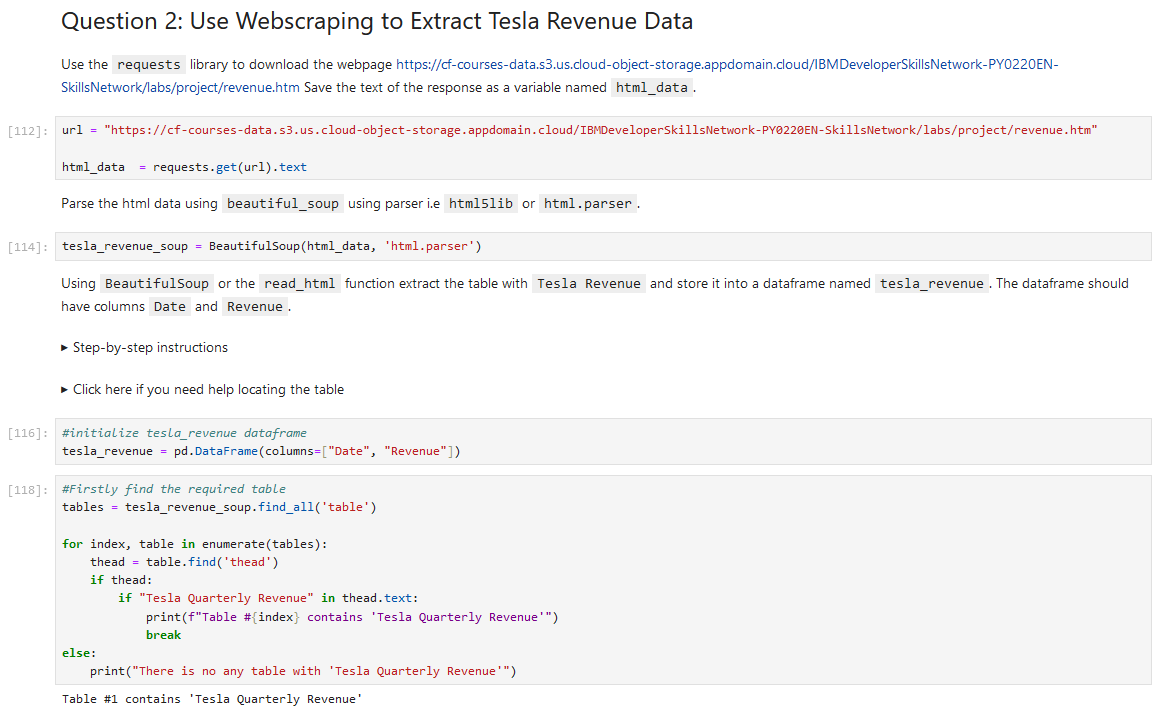 Question 2: Use Webscraping to Extract Tesla Revenue Data
Use the requests library to download the webpage https://cf-courses-data.s3.us.cloud-object-storage.appdomain.cloud/IBMDeveloperSkillsNetwork-PY0220EN-
SkillsNetwork/labs/project/revenue.htm Save the text of the response as a variable named html_data.
[112]: url = "https://cf-courses-data.s3.us.cloud-object-storage.appdomain.cloud/IBMDeveloperSkillsNetwork-PY0220EN-SkillsNetwork/labs/project/revenue.htm"
html_data  = requests.get(url).text
Parse the html data using beautiful_soup using parser i.e html5lib or html.parser.
[114]: tesla_revenue_soup = BeautifulSoup(html_data, 'html.parser')
Using BeautifulSoup or the read_html function extract the table with Tesla Revenue and store it into a dataframe named tesla_revenue. The dataframe should
have columns Date and Revenue.
▸ Step-by-step instructions
▸ Click here if you need help locating the table
[116]: #initialize tesla_revenue dataframe
tesla_revenue = pd.DataFrame(columns=["Date", "Revenue"])
[118]: #Firstly find the required table
tables = tesla_revenue_soup.find_all('table')
for index, table in enumerate(tables):
    thead = table.find('thead')
    if thead:
        if "Tesla Quarterly Revenue" in thead.text:
            print(f"Table #{index} contains 'Tesla Quarterly Revenue'")
            break
else:
    print("There is no any table with 'Tesla Quarterly Revenue'")
Table #1 contains 'Tesla Quarterly Revenue'